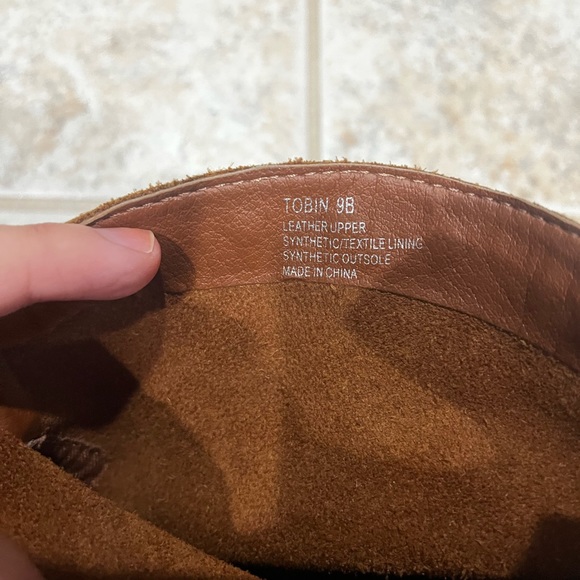 TOBIN 9B
LEATHER UPPER
SYNTHETIC/TEXTILE LINING
SYNTHETIC OUTSOLE
MADE IN CHINA